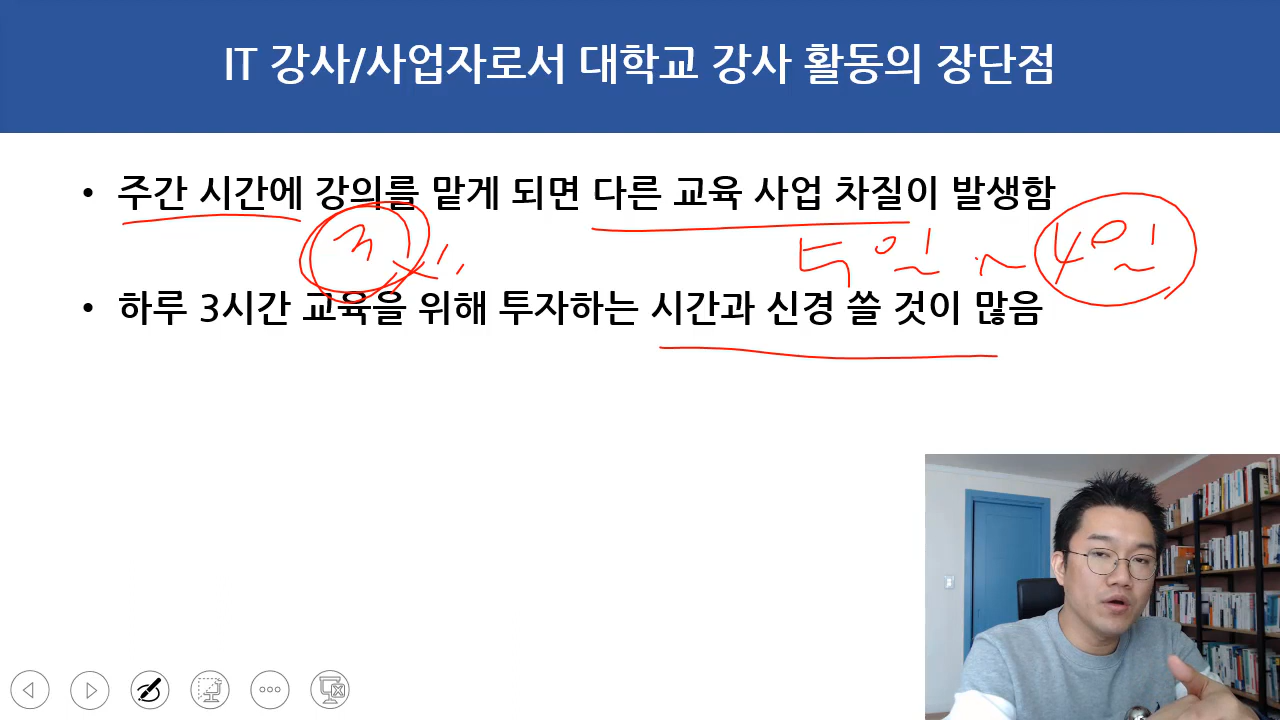 IT 강사/사업자로서 대학교 강사 활동의 장단점
• 주간 시간에 강의를 맡게 되면 다른 교육 사업 차질이 발생함
3
5일 ~ 4일
• 하루 3시간 교육을 위해 투자하는 시간과 신경 쓸 것이 많음